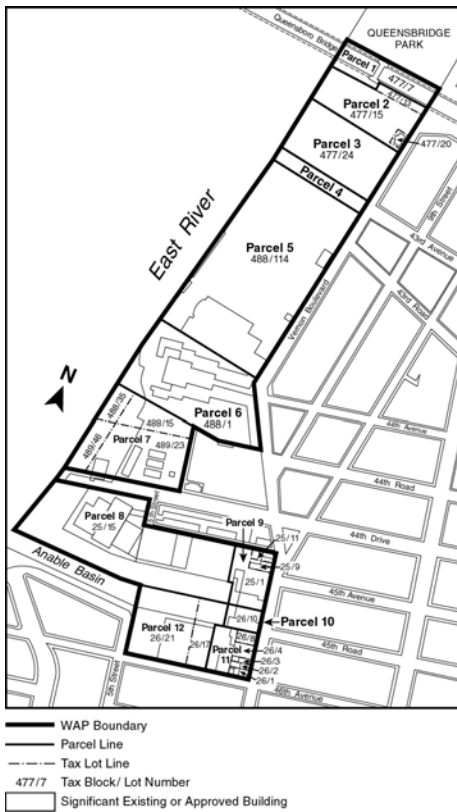 QUEENSBRIDGE
PARK
Queensboro Bridge
Parcel 1
477/7
Parcel 2
477/15
477/20
Parcel 3
477/24
Parcel 4
9th Street
43rd Avenue
East River
Parcel 5
488/114
Vernon Boulevard
43rd Road
N
44th Avenue
Parcel 6
488/1
488/35
488/15
Parcel 7
489/23
489/46
44th Road
Parcel 8
25/15
44th Drive
Parcel 9
25/11
25/9
25/1
Anable Basin
45th Avenue
26/10
Parcel 10
Parcel 12
26/21
26/17
26/8
45th Road
Parcel
11
26/4
26/3
26/2
26/1
5th Street
46th Avenue
WAP Boundary
Parcel Line
Tax Lot Line
477/7 Tax Block/ Lot Number
Significant Existing or Approved Building